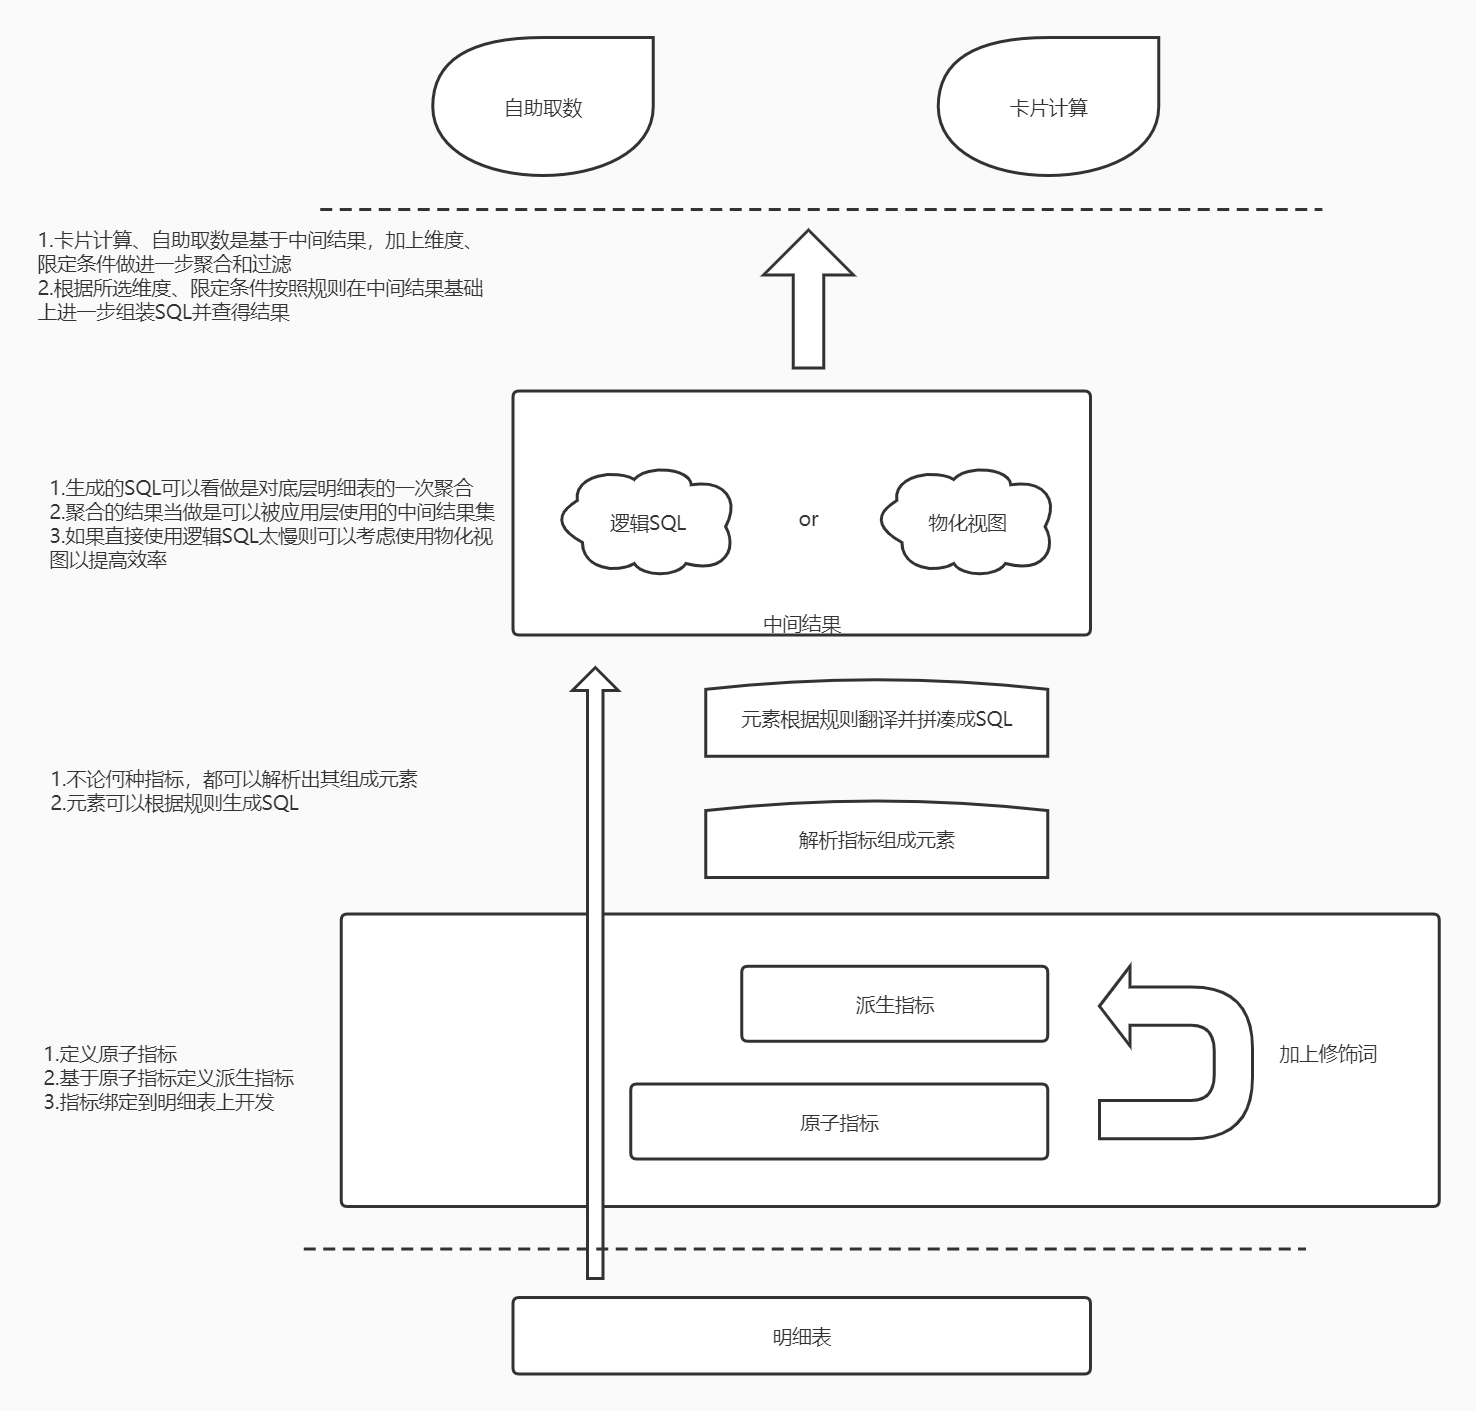 自助取数
卡片计算
1.卡片计算、自助取数是基于中间结果，加上维度、
限定条件做进一步聚合和过滤
2.根据所选维度、限定条件按照规则在中间结果基础
上进一步组装SQL并查得结果
1.生成的SQL可以看做是对底层明细表的一次聚合
2.聚合的结果当做是可以被应用层使用的中间结果集
3.如果直接使用逻辑SQL太慢则可以考虑使用物化视
图以提高效率
逻辑SQL
or
物化视图
中间结果
元素根据规则翻译并拼凑成SQL
1.不论何种指标，都可以解析出其组成元素
2.元素可以根据规则生成SQL
解析指标组成元素
派生指标
加上修饰词
1.定义原子指标
2.基于原子指标定义派生指标
3.指标绑定到明细表上开发
原子指标
明细表